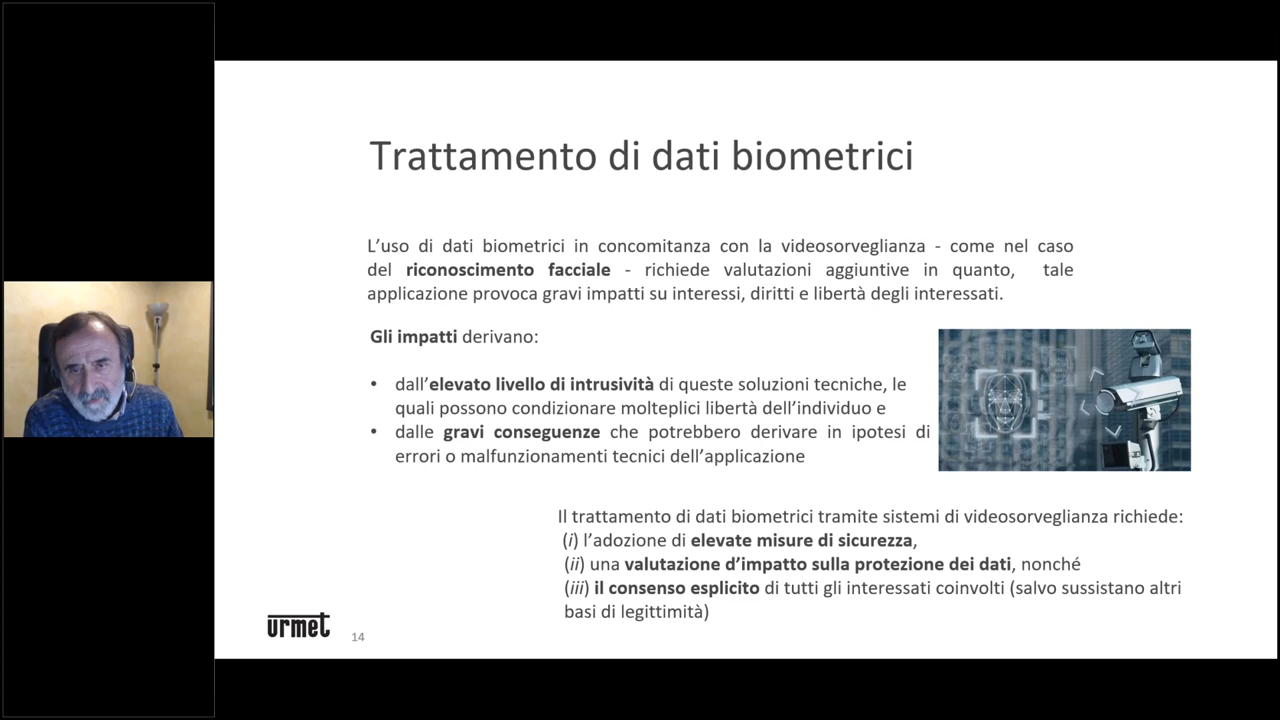 Trattamento di dati biometrici
L’uso di dati biometrici in concomitanza con la videosorveglianza - come nel caso
del riconoscimento facciale - richiede valutazioni aggiuntive in quanto, tale
applicazione provoca gravi impatti su interessi, diritti e libertà degli interessati.
Gli impatti derivano:
• dall’elevato livello di intrusività di queste soluzioni tecniche, le
quali possono condizionare molteplici libertà dell’individuo e
• dalle gravi conseguenze che potrebbero derivare in ipotesi di
errori o malfunzionamenti tecnici dell’applicazione
Il trattamento di dati biometrici tramite sistemi di videosorveglianza richiede:
(i) l’adozione di elevate misure di sicurezza,
(ii) una valutazione d’impatto sulla protezione dei dati, nonché
(iii) il consenso esplicito di tutti gli interessati coinvolti (salvo sussistano altri
basi di legittimità)
urmet
14